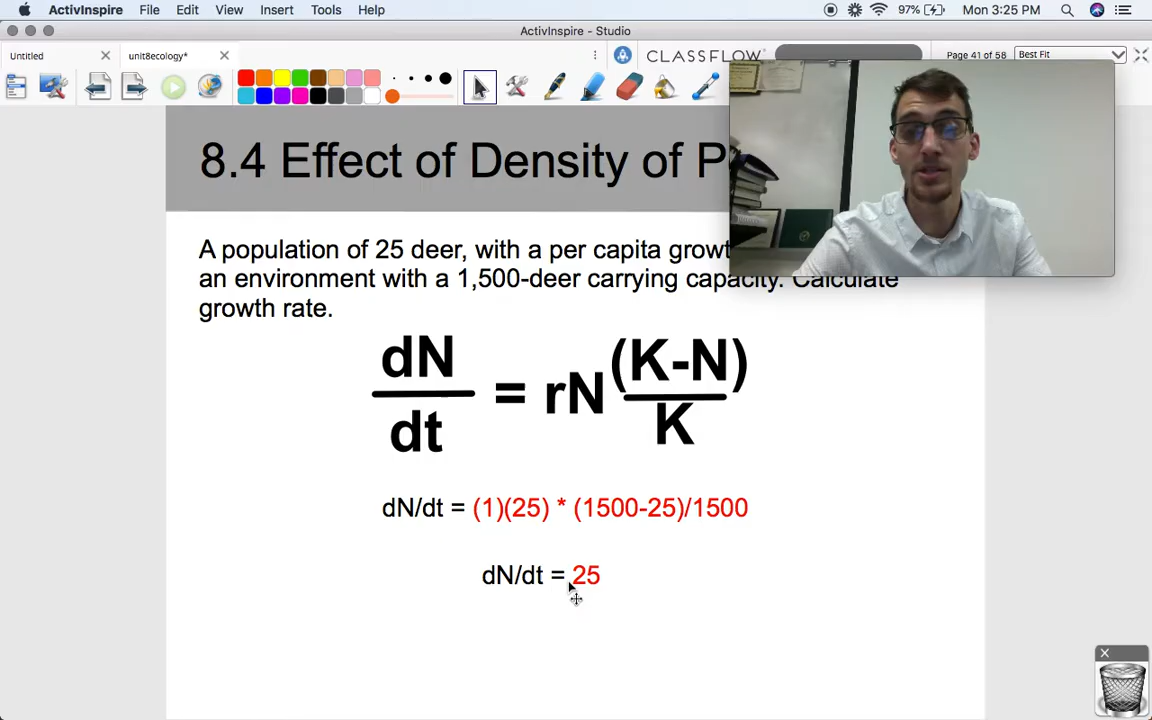 ActivInspire File Edit View Insert Tools Help 97% Mon 3:25 PM
ActivInspire - Studio
Untitled unit8ecology* CLASSFLOW Page 41 of 58 Best Fit
8.4 Effect of Density of P
A population of 25 deer, with a per capita growt
an environment with a 1,500-deer carrying capacity. Calculate
growth rate.
dN/dt = rN(K-N)/K
dN/dt = (1)(25) * (1500-25)/1500
dN/dt = 25